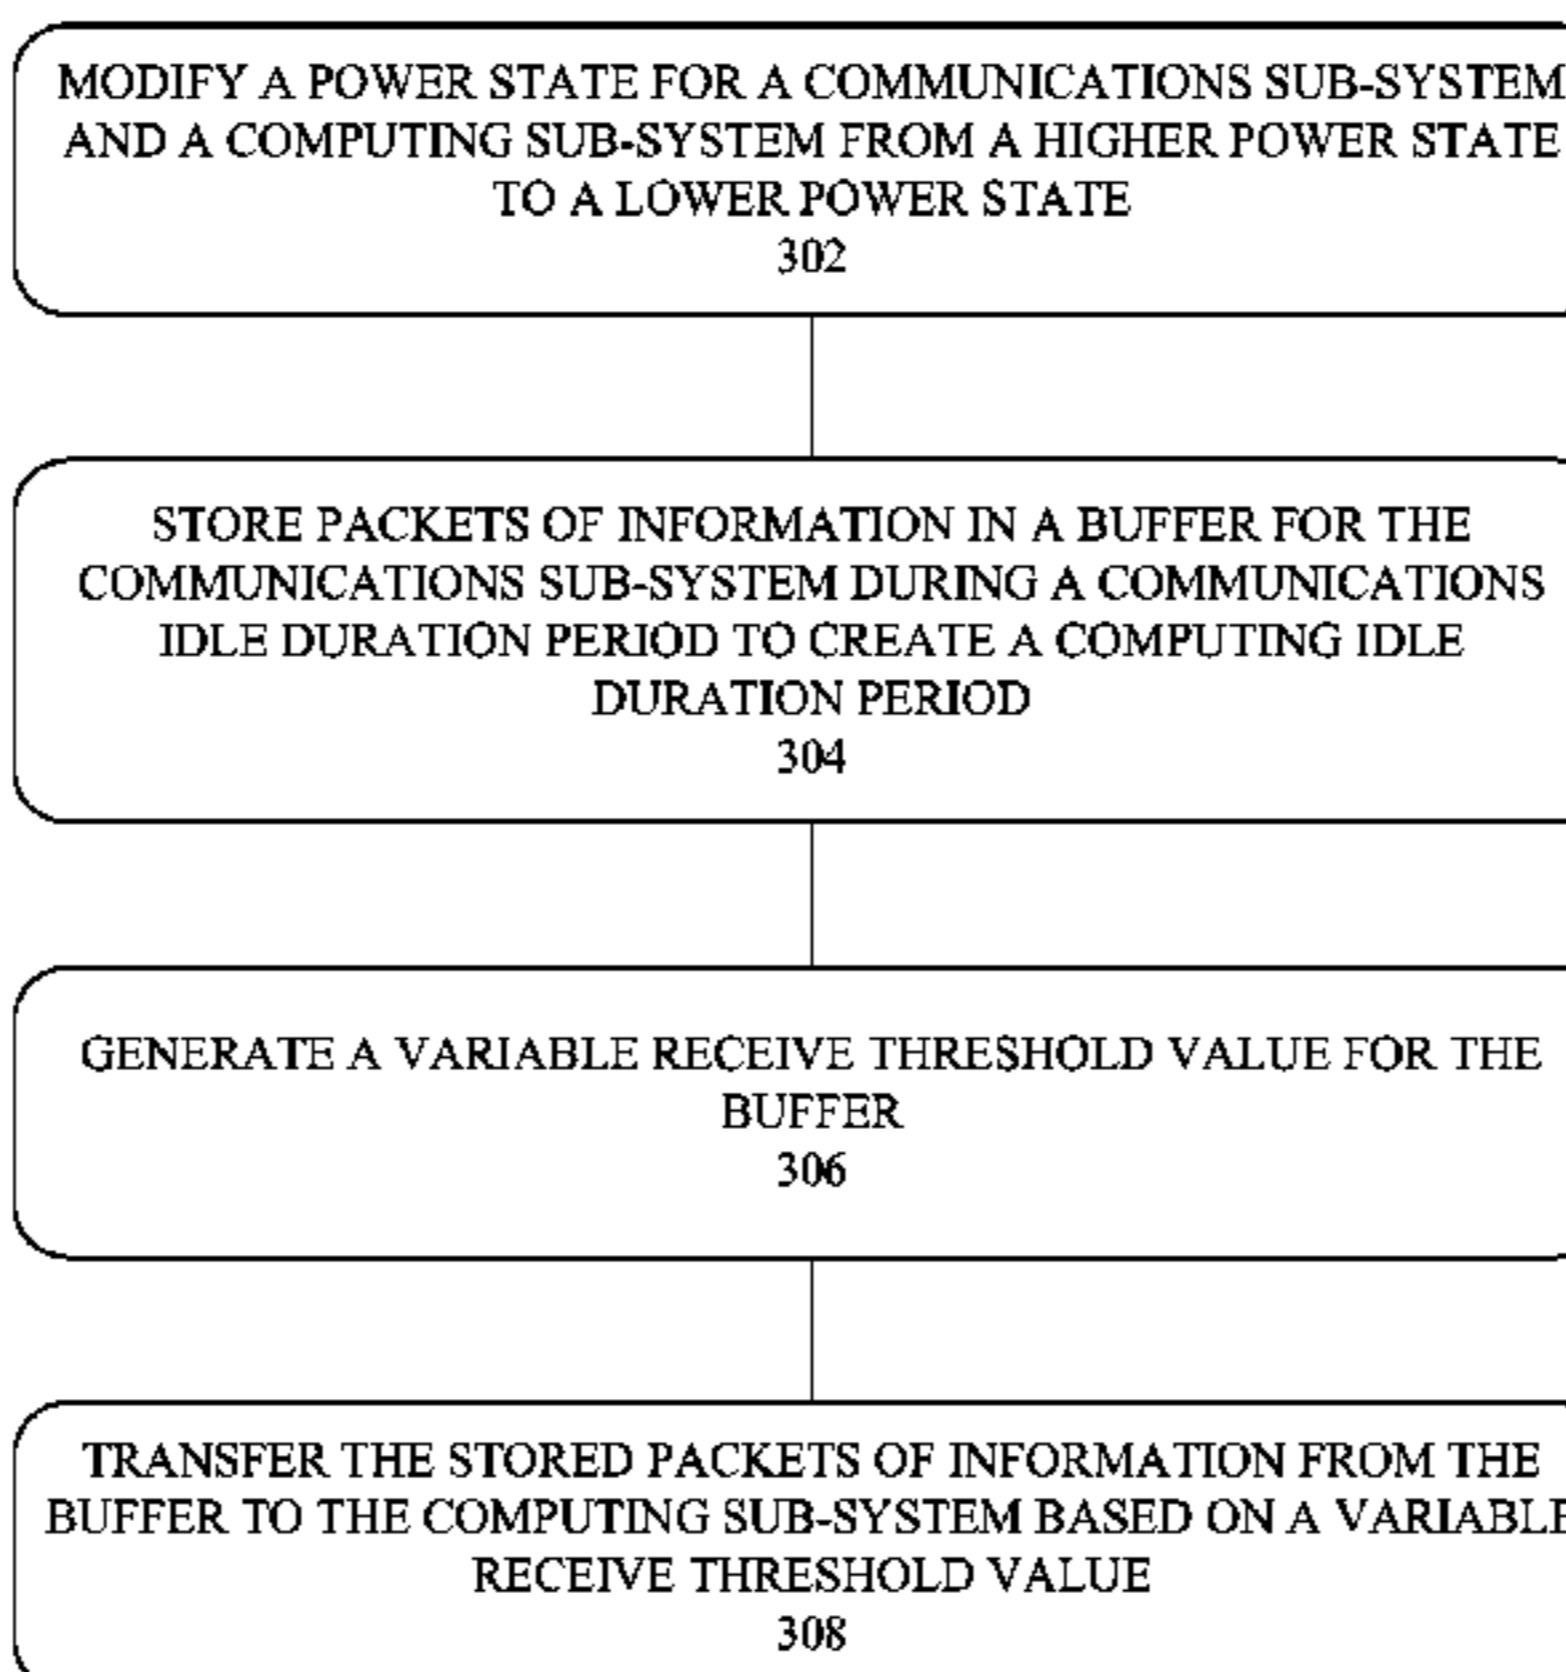 MODIFY A POWER STATE FOR A COMMUNICATIONS SUB-SYSTEM
AND A COMPUTING SUB-SYSTEM FROM A HIGHER POWER STATE
TO A LOWER POWER STATE
302
STORE PACKETS OF INFORMATION IN A BUFFER FOR THE
COMMUNICATIONS SUB-SYSTEM DURING A COMMUNICATIONS
IDLE DURATION PERIOD TO CREATE A COMPUTING IDLE
DURATION PERIOD
304
GENERATE A VARIABLE RECEIVE THRESHOLD VALUE FOR THE
BUFFER
306
TRANSFER THE STORED PACKETS OF INFORMATION FROM THE
BUFFER TO THE COMPUTING SUB-SYSTEM BASED ON A VARIABLE
RECEIVE THRESHOLD VALUE
308